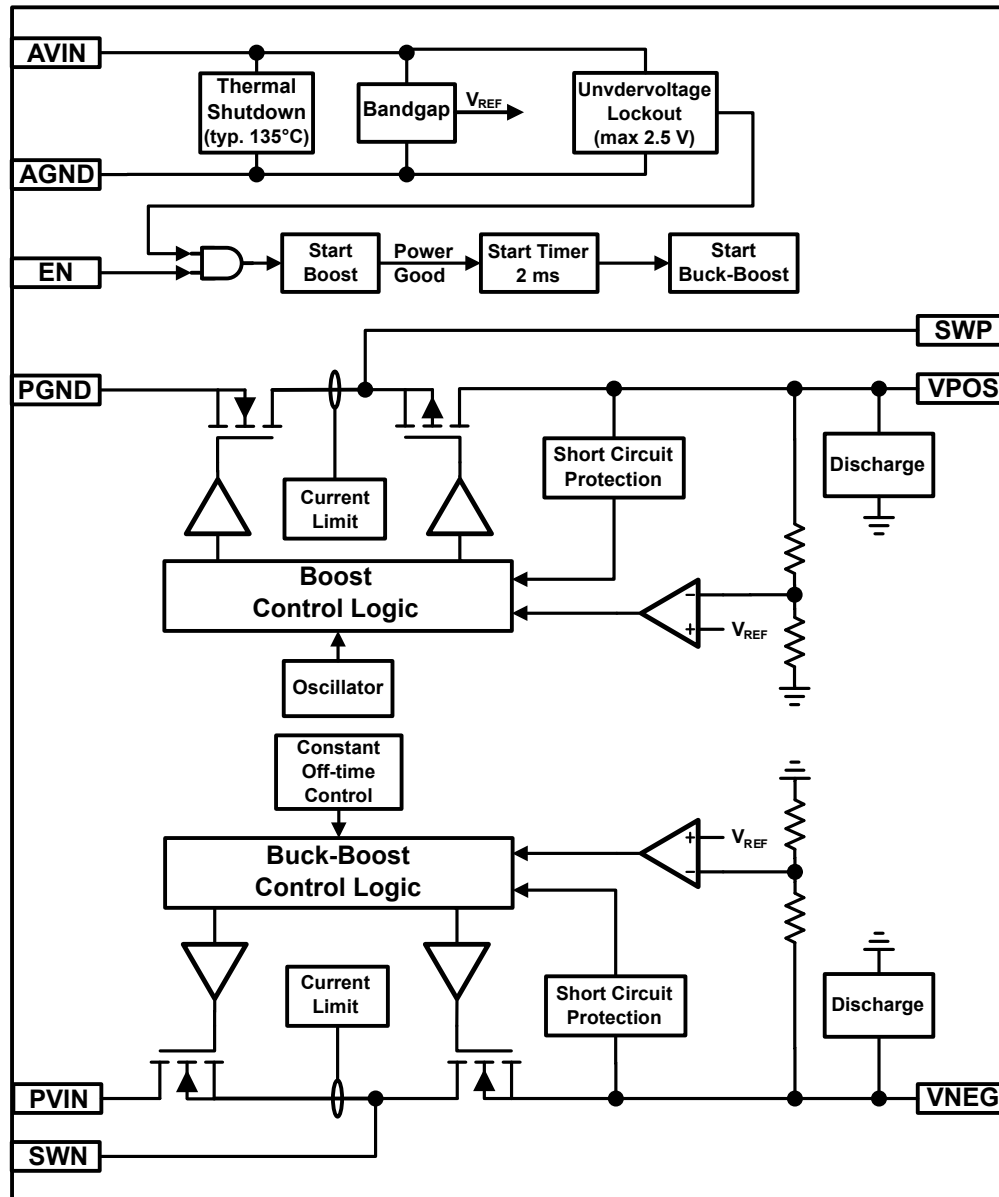 AVIN
Thermal
Shutdown
(typ. 135°C)
Bandgap
VREF
Unvdervoltage
Lockout
(max 2.5 V)
AGND
EN
Start
Boost
Power
Good
Start Timer
2 ms
Start
Buck-Boost
SWP
PGND
VPOS
Current
Limit
Short Circuit
Protection
Discharge
Boost
Control Logic
−
+
VREF
Oscillator
Constant
Off-time
Control
Buck-Boost
Control Logic
+
−
VREF
Current
Limit
Short Circuit
Protection
Discharge
PVIN
VNEG
SWN